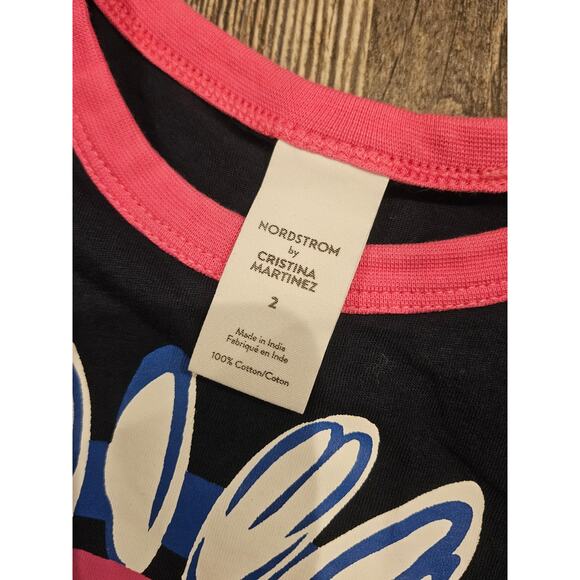 NORDSTROM
by
CRISTINA
MARTINEZ
2
Made in India
Fabriqué en Inde
100% Cotton/Coton